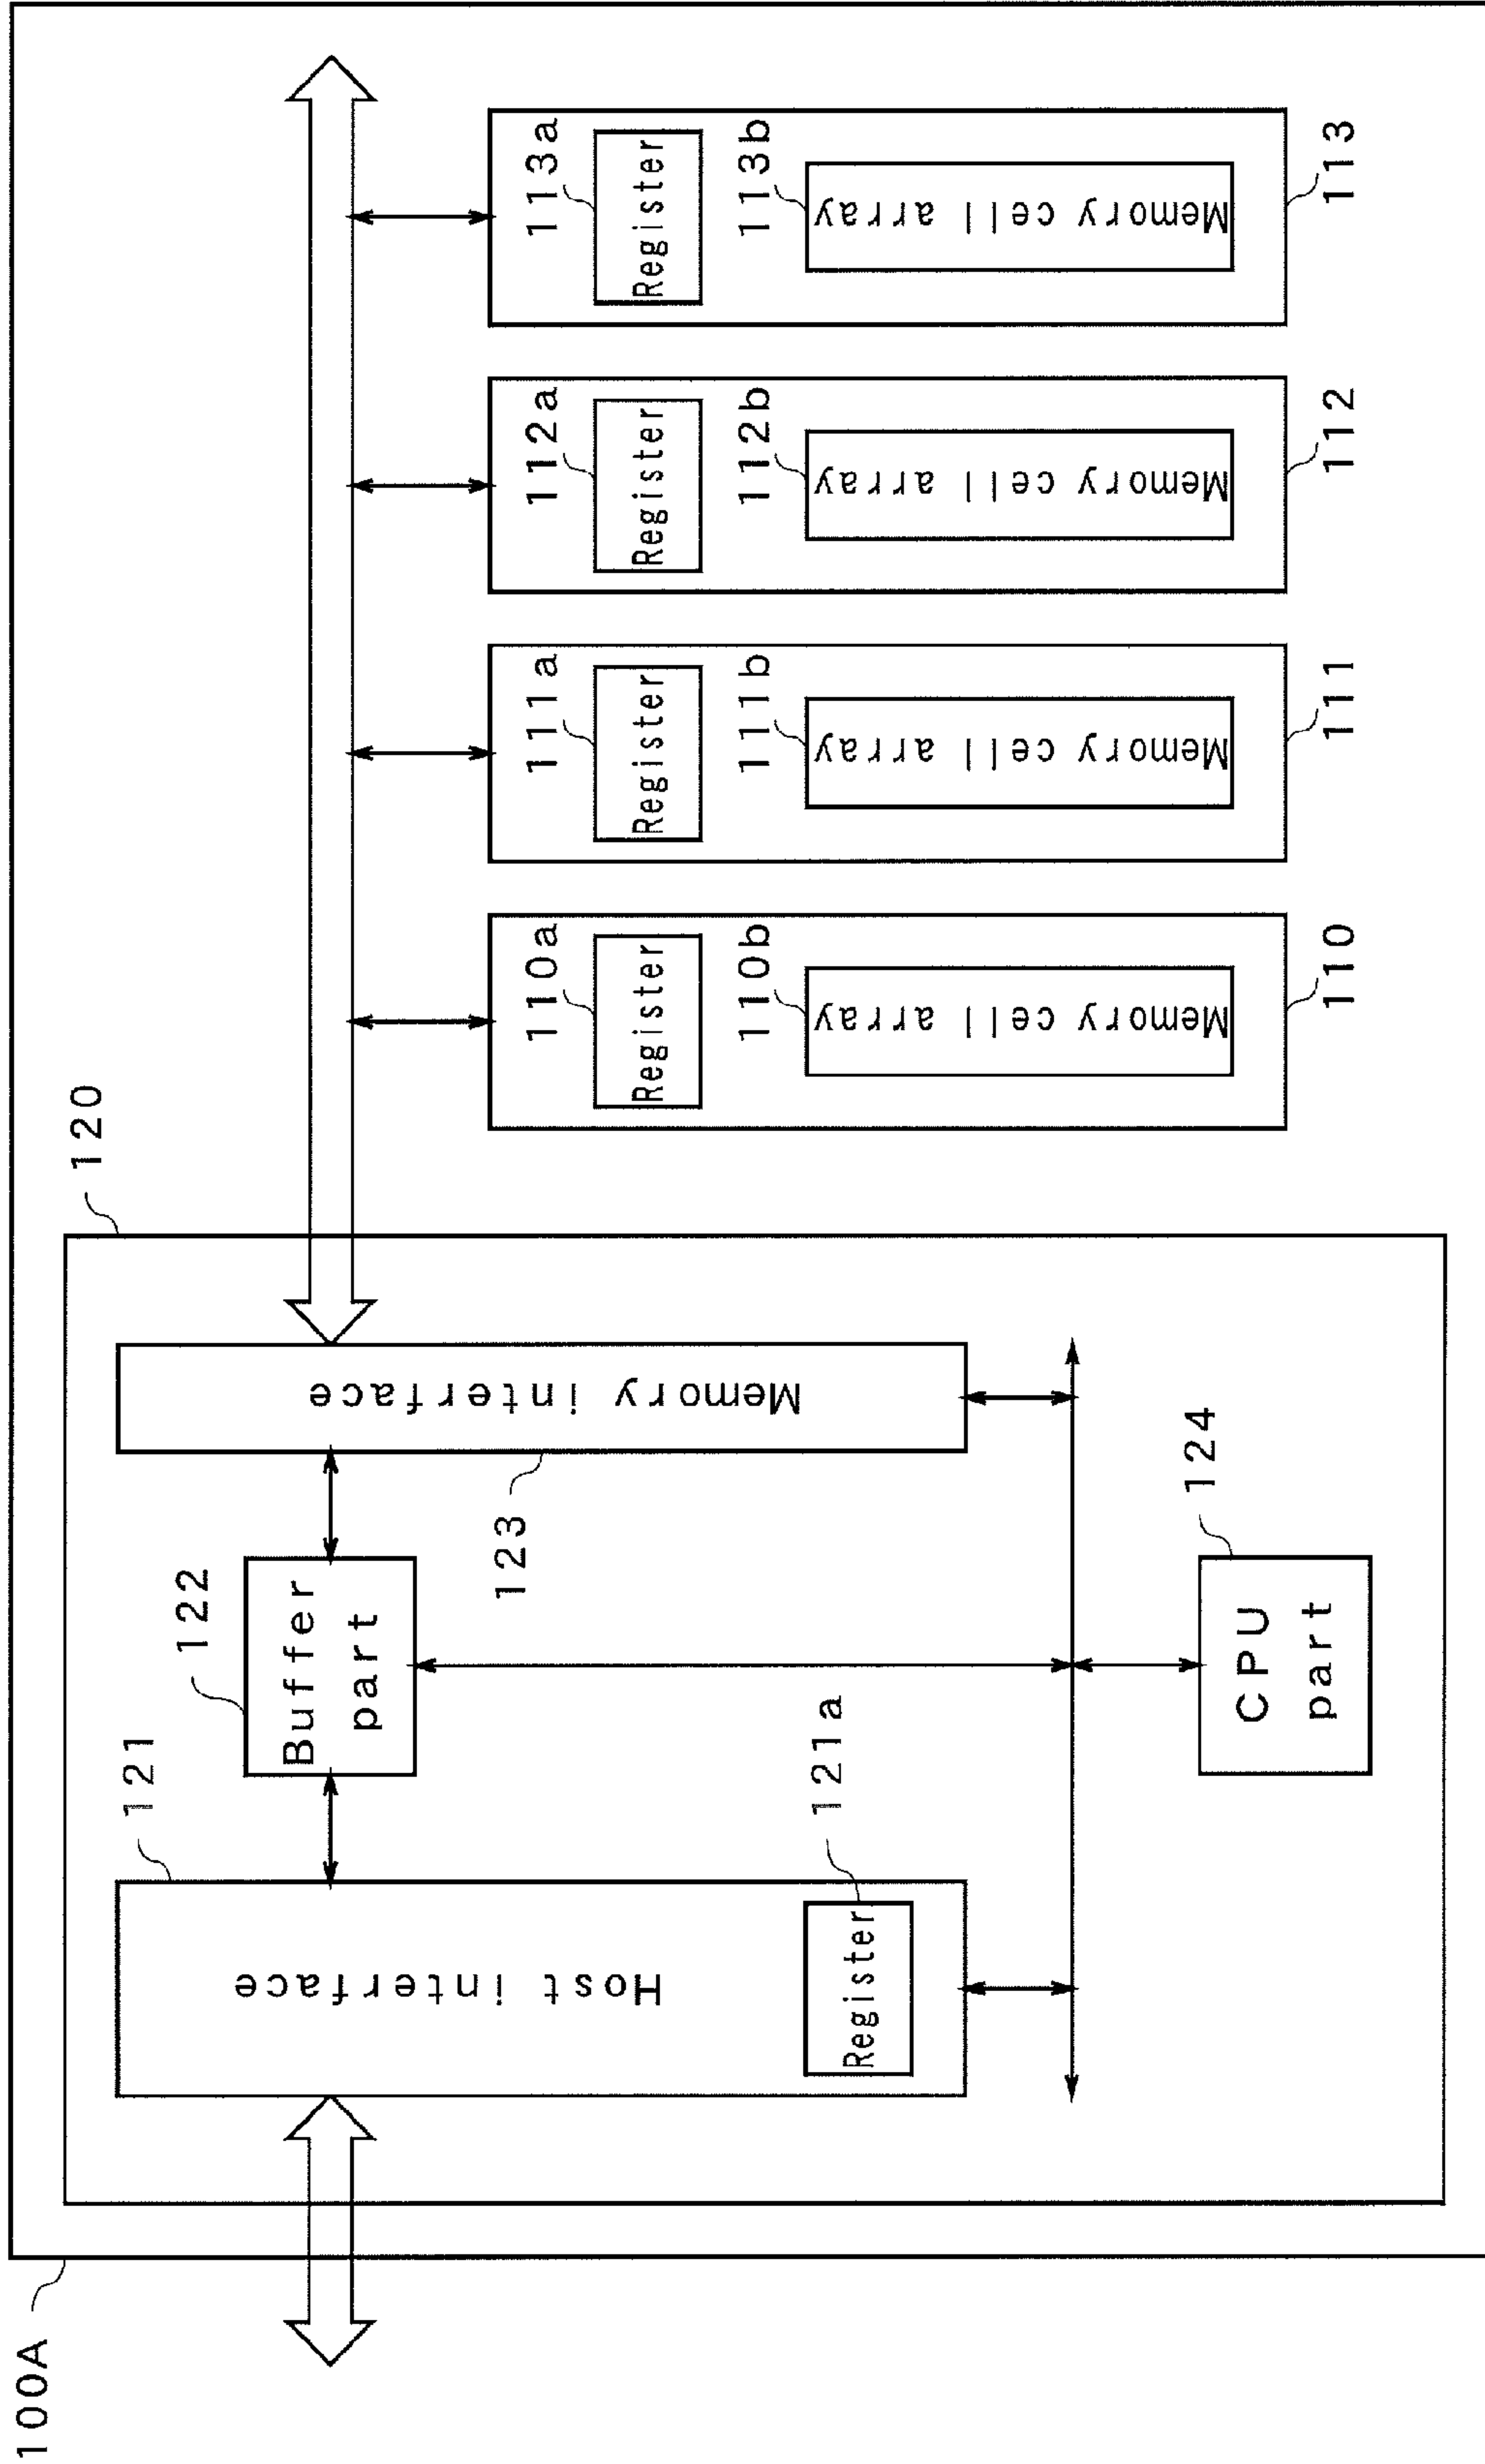 100A
120
121
Host interface
Register
121a
122
Buffer
part
123
Memory interface
CPU
part
124
110a
Register
110b
Memory cell array
110
111a
Register
111b
Memory cell array
111
112a
Register
112b
Memory cell array
112
113a
Register
113b
Memory cell array
113